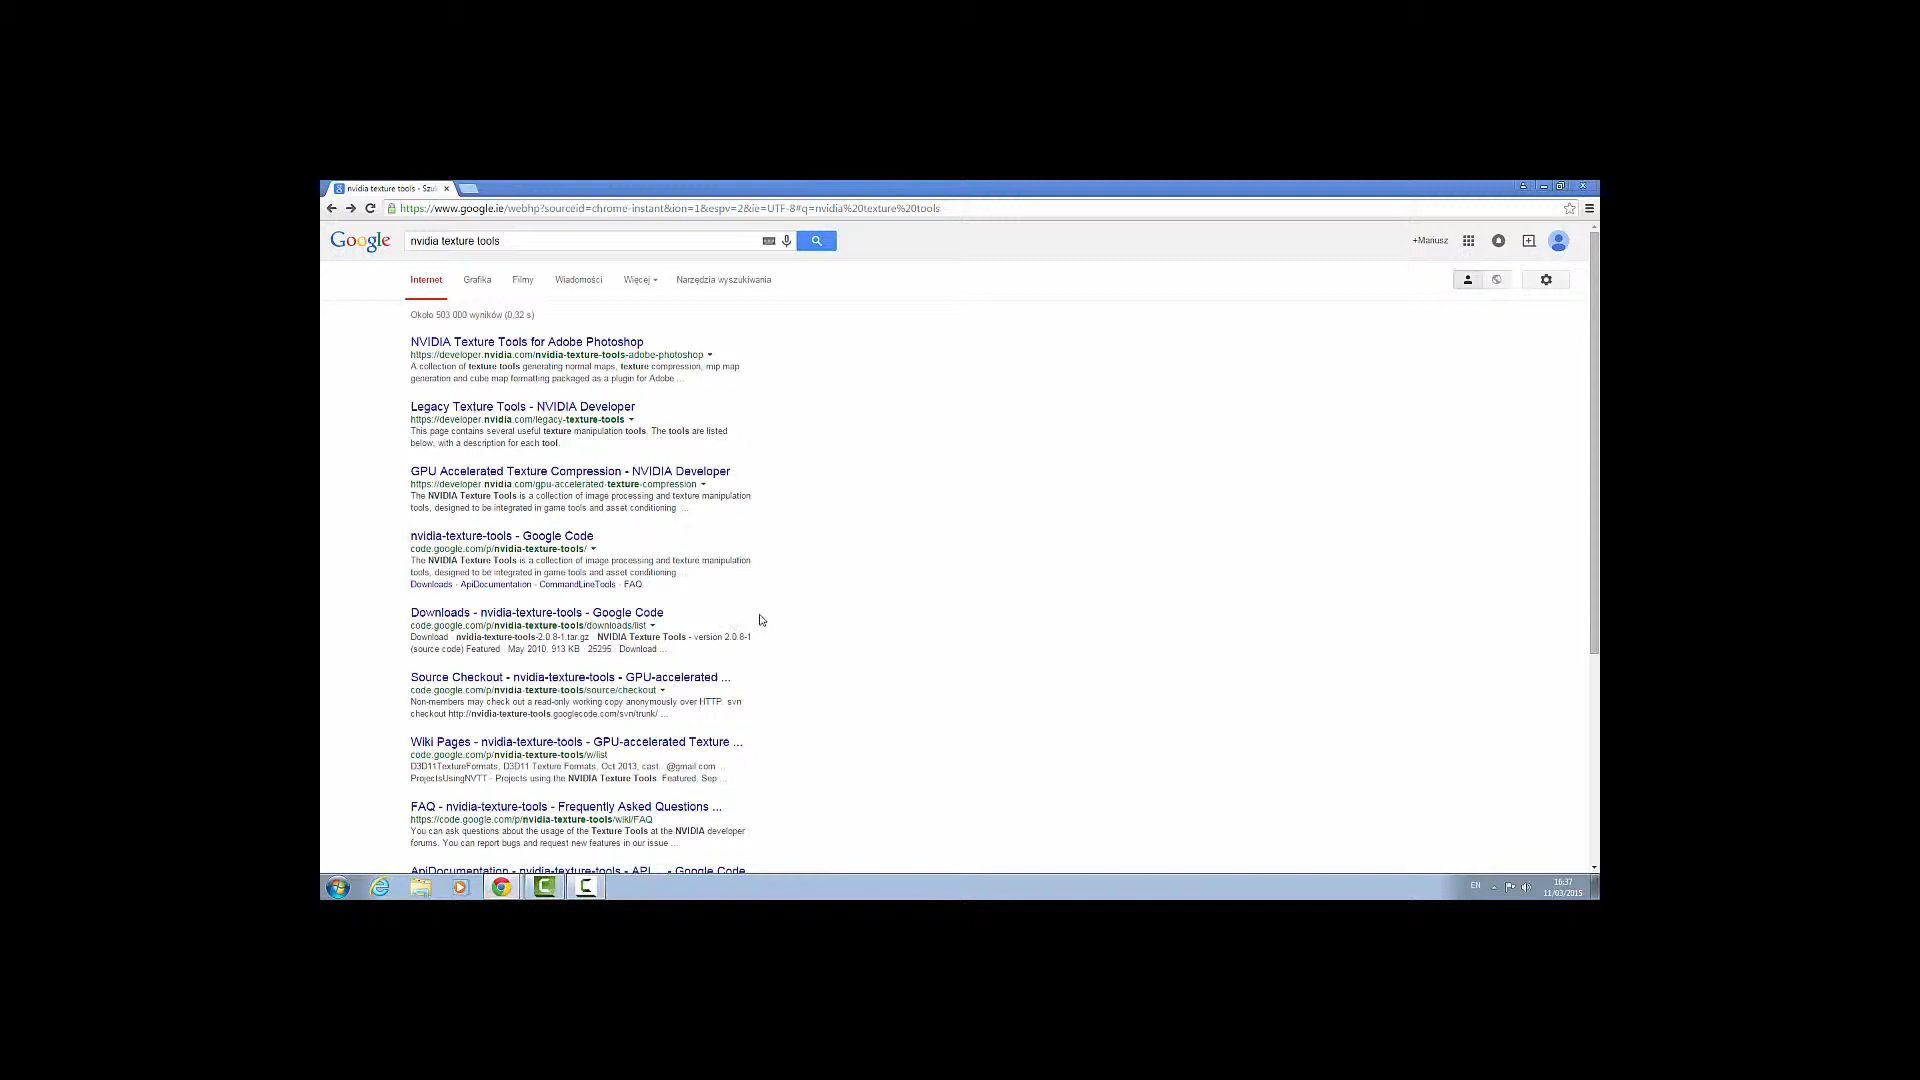 nvidia texture tools - Szu
https://www.google.ie/webhp?sourceid=chrome-instant&ion=1&espv=2&ie=UTF-8#q=nvidia%20texture%20tools
Google
nvidia texture tools
+Mariusz
Internet Grafika Filmy Wiadomości Więcej Narzędzia wyszukiwania
Około 503 000 wyników (0,32 s)
NVIDIA Texture Tools for Adobe Photoshop
https://developer.nvidia.com/nvidia-texture-tools-adobe-photoshop
A collection of texture tools generating normal maps, texture compression, mip map
generation and cube map formatting packaged as a plugin for Adobe ...
Legacy Texture Tools - NVIDIA Developer
https://developer.nvidia.com/legacy-texture-tools
This page contains several useful texture manipulation tools. The tools are listed
below, with a description for each tool.
GPU Accelerated Texture Compression - NVIDIA Developer
https://developer.nvidia.com/gpu-accelerated-texture-compression
The NVIDIA Texture Tools is a collection of image processing and texture manipulation
tools, designed to be integrated in game tools and asset conditioning ...
nvidia-texture-tools - Google Code
code.google.com/p/nvidia-texture-tools/
The NVIDIA Texture Tools is a collection of image processing and texture manipulation
tools, designed to be integrated in game tools and asset conditioning ...
Downloads - ApiDocumentation - CommandLineTools - FAQ
Downloads - nvidia-texture-tools - Google Code
code.google.com/p/nvidia-texture-tools/downloads/list
Download · nvidia-texture-tools-2.0.8-1.tar.gz · NVIDIA Texture Tools - version 2.0.8-1
(source code) Featured · May 2010, 913 KB · 25295 · Download ...
Source Checkout - nvidia-texture-tools - GPU-accelerated ...
code.google.com/p/nvidia-texture-tools/source/checkout
Non-members may check out a read-only working copy anonymously over HTTP. svn
checkout http://nvidia-texture-tools.googlecode.com/svn/trunk/ ...
Wiki Pages - nvidia-texture-tools - GPU-accelerated Texture ...
code.google.com/p/nvidia-texture-tools/w/list
D3D11TextureFormats, D3D11 Texture Formats, Oct 2013, cast...@gmail.com ...
ProjectsUsingNVTT · Projects using the NVIDIA Texture Tools. Featured, Sep ...
FAQ - nvidia-texture-tools - Frequently Asked Questions ...
https://code.google.com/p/nvidia-texture-tools/wiki/FAQ
You can ask questions about the usage of the Texture Tools at the NVIDIA developer
forums. You can report bugs and request new features in our issue ...
ApiDocumentation - nvidia-texture-tools - API ... - Google Code
EN
16:37
11/03/2015